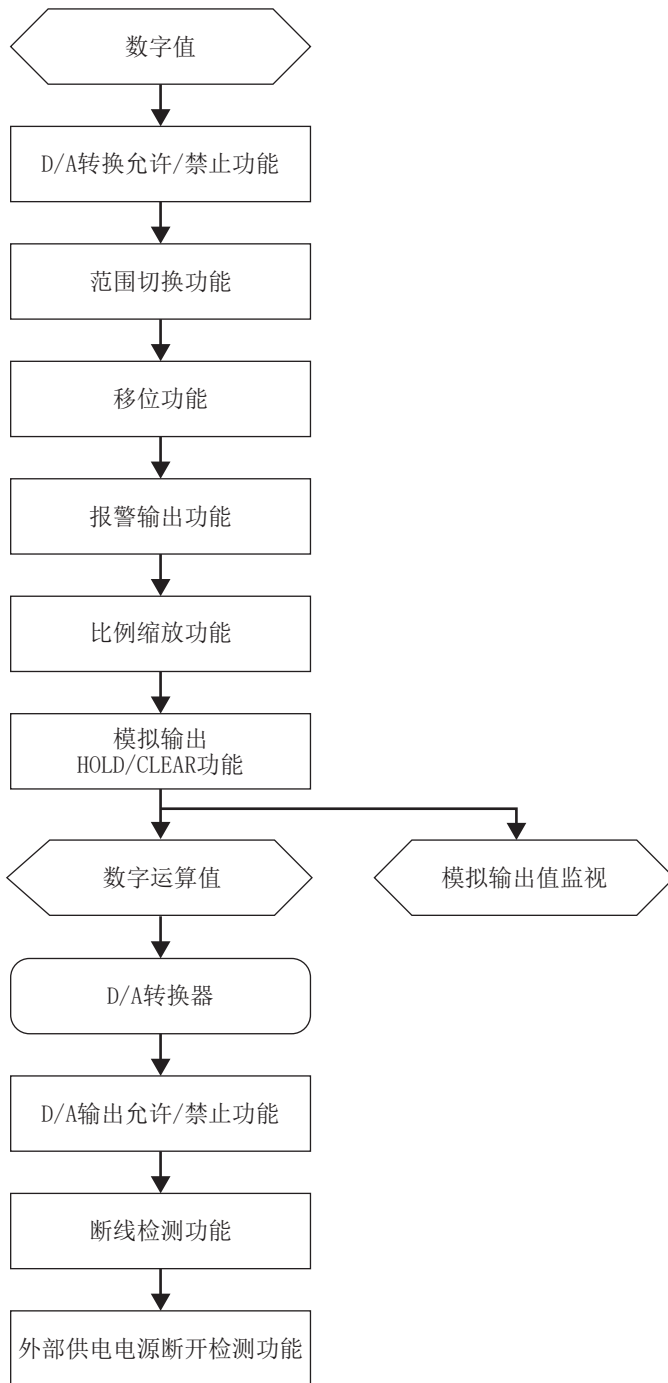 数字值
D/A转换允许/禁止功能
范围切换功能
移位功能
报警输出功能
比例缩放功能
模拟输出
HOLD/CLEAR功能
数字运算值
模拟输出值监视
D/A转换器
D/A输出允许/禁止功能
断线检测功能
外部供电电源断开检测功能